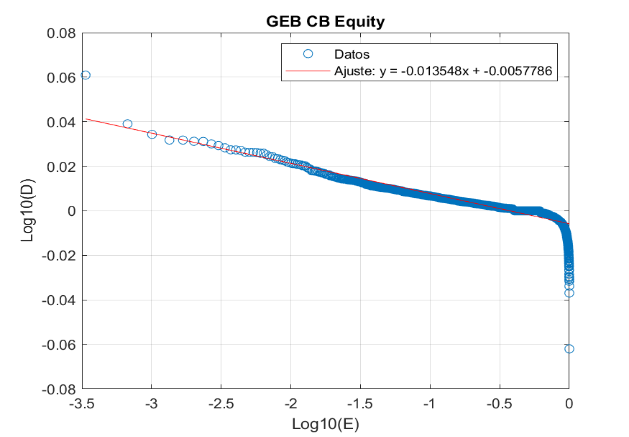 GEB CB Equity
0.08
0.06
0.04
0.02
0
-0.02
-0.04
-0.06
-0.08
Log10(D)
Datos
Ajuste: y = -0.013548x + -0.0057786
-3.5 -3 -2.5 -2 -1.5 -1 -0.5 0
Log10(E)